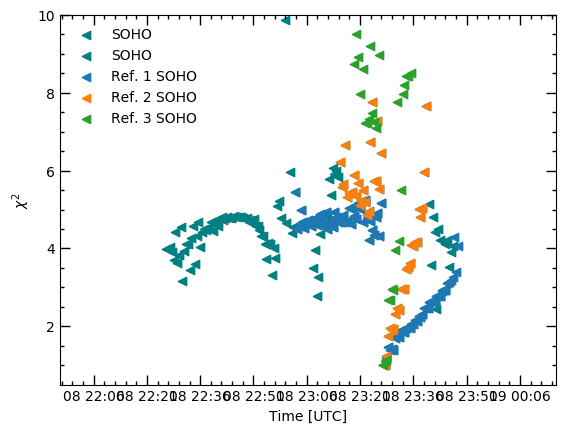 10
8
6
4
2
χ²
SOHO
SOHO
Ref. 1 SOHO
Ref. 2 SOHO
Ref. 3 SOHO
08 22:06 08 22:21 08 22:36 08 22:51 08 23:06 08 23:21 08 23:36 08 23:51 09 00:06
Time [UTC]